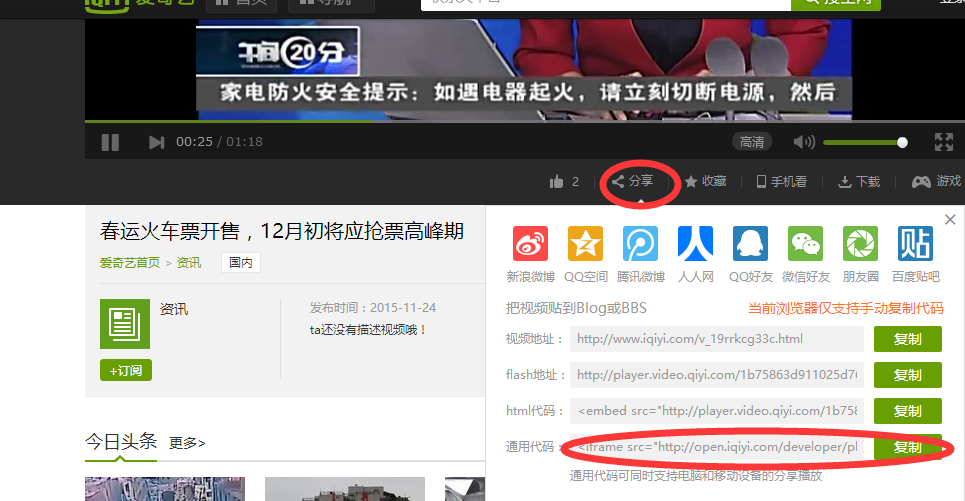 iQIYI 爱奇艺 首页 导航 搜全网
午间20分
家电防火安全提示：如遇电器起火，请立刻切断电源，然后
00:25 / 01:18 高清
2 分享 收藏 手机看 下载 游戏
春运火车票开售，12月初将应抢票高峰期
爱奇艺首页 > 资讯 国内
资讯
+订阅
发布时间：2015-11-24
ta还没有描述视频哦！
今日头条 更多>
新浪微博 QQ空间 腾讯微博 人人网 QQ好友 微信好友 朋友圈 百度贴吧
把视频贴到Blog或BBS 当前浏览器仅支持手动复制代码
视频地址： http://www.iqiyi.com/v_19rrkcg33c.html 复制
flash地址： http://player.video.qiyi.com/1b75863d911025d7 复制
html代码： <embed src="http://player.video.qiyi.com/1b758 复制
通用代码： <iframe src="http://open.iqiyi.com/developer/pl 复制
通用代码可同时支持电脑和移动设备的分享播放